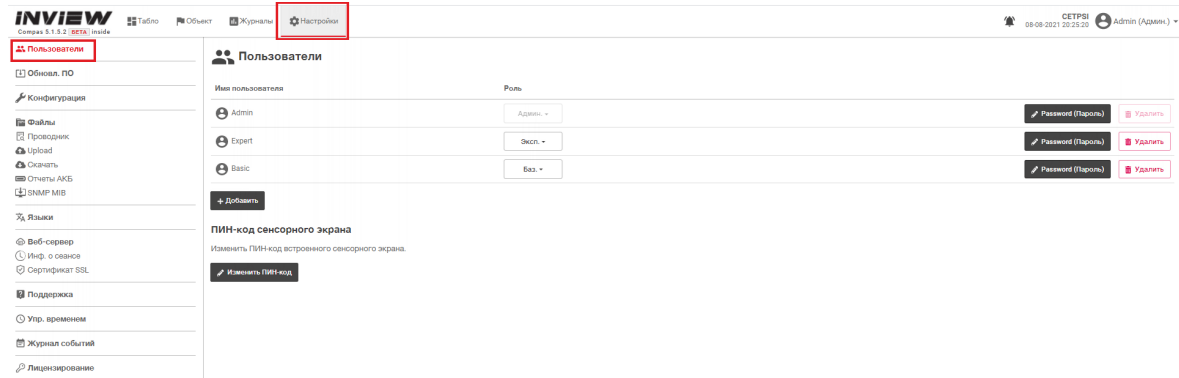 INVIEW
Compas 5.1.5.2 BETA inside
Табло
Объект
Журналы
Настройки
CETPSI
08-08-2021 20:25:20
Admin (Админ.)
Пользователи
Обновл. ПО
Конфигурация
Файлы
Проводник
Upload
Скачать
Отчеты АКБ
SNMP MIB
Языки
Веб-сервер
Инф. о сеансе
Сертификат SSL
Поддержка
Упр. временем
Журнал событий
Лицензирование
Пользователи
Имя пользователя Роль
Admin Админ. Password (Пароль) Удалить
Expert Эксп. Password (Пароль) Удалить
Basic Баз. Password (Пароль) Удалить
+ Добавить
ПИН-код сенсорного экрана
Изменить ПИН-код встроенного сенсорного экрана.
Изменить ПИН-код